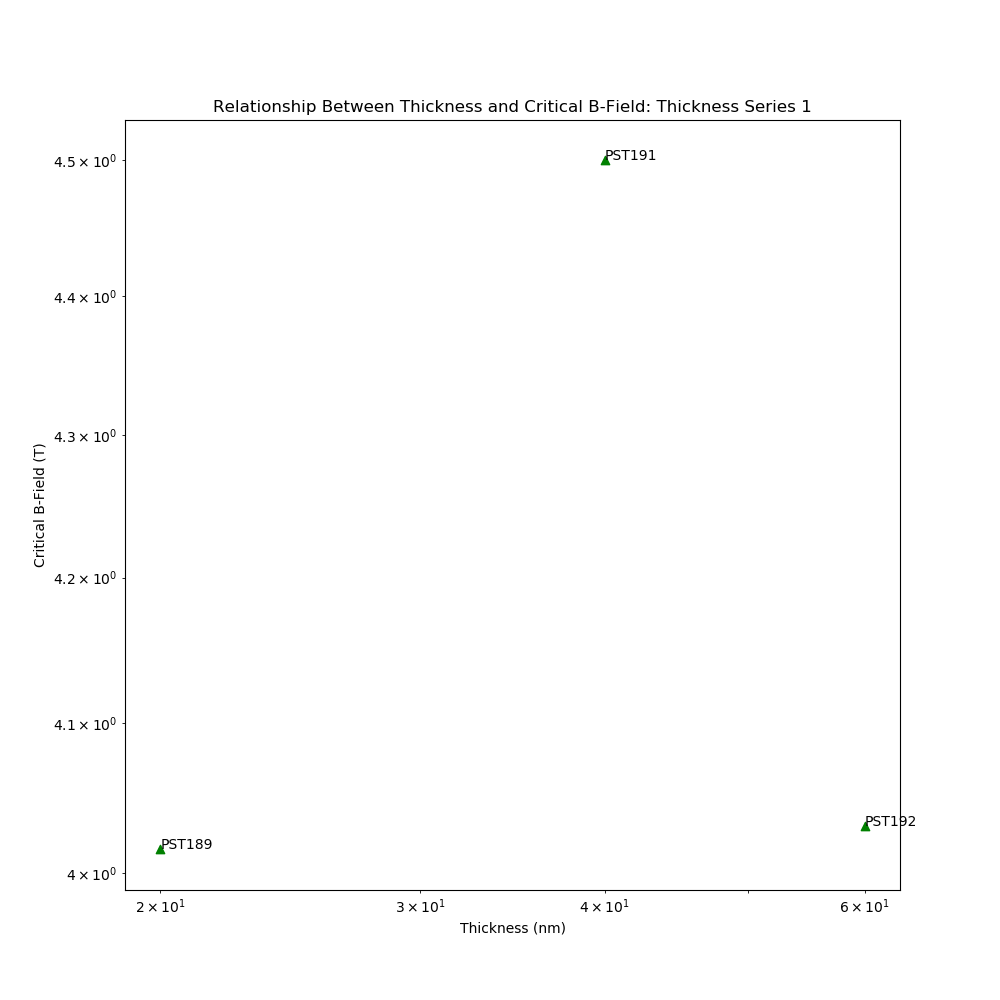 Relationship Between Thickness and Critical B-Field: Thickness Series 1
PST191
4.5 × 10⁰
4.4 × 10⁰
4.3 × 10⁰
Critical B-Field (T)
4.2 × 10⁰
4.1 × 10⁰
PST192
PST189
4 × 10⁰
2 × 10¹
3 × 10¹
4 × 10¹
6 × 10¹
Thickness (nm)